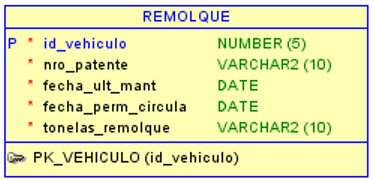 REMOLQUE
P * id_vehiculo NUMBER (5)
* nro_patente VARCHAR2 (10)
* fecha_ult_mant DATE
* fecha_perm_circula DATE
* tonelas_remolque VARCHAR2 (10)
PK_VEHICULO (id_vehiculo)